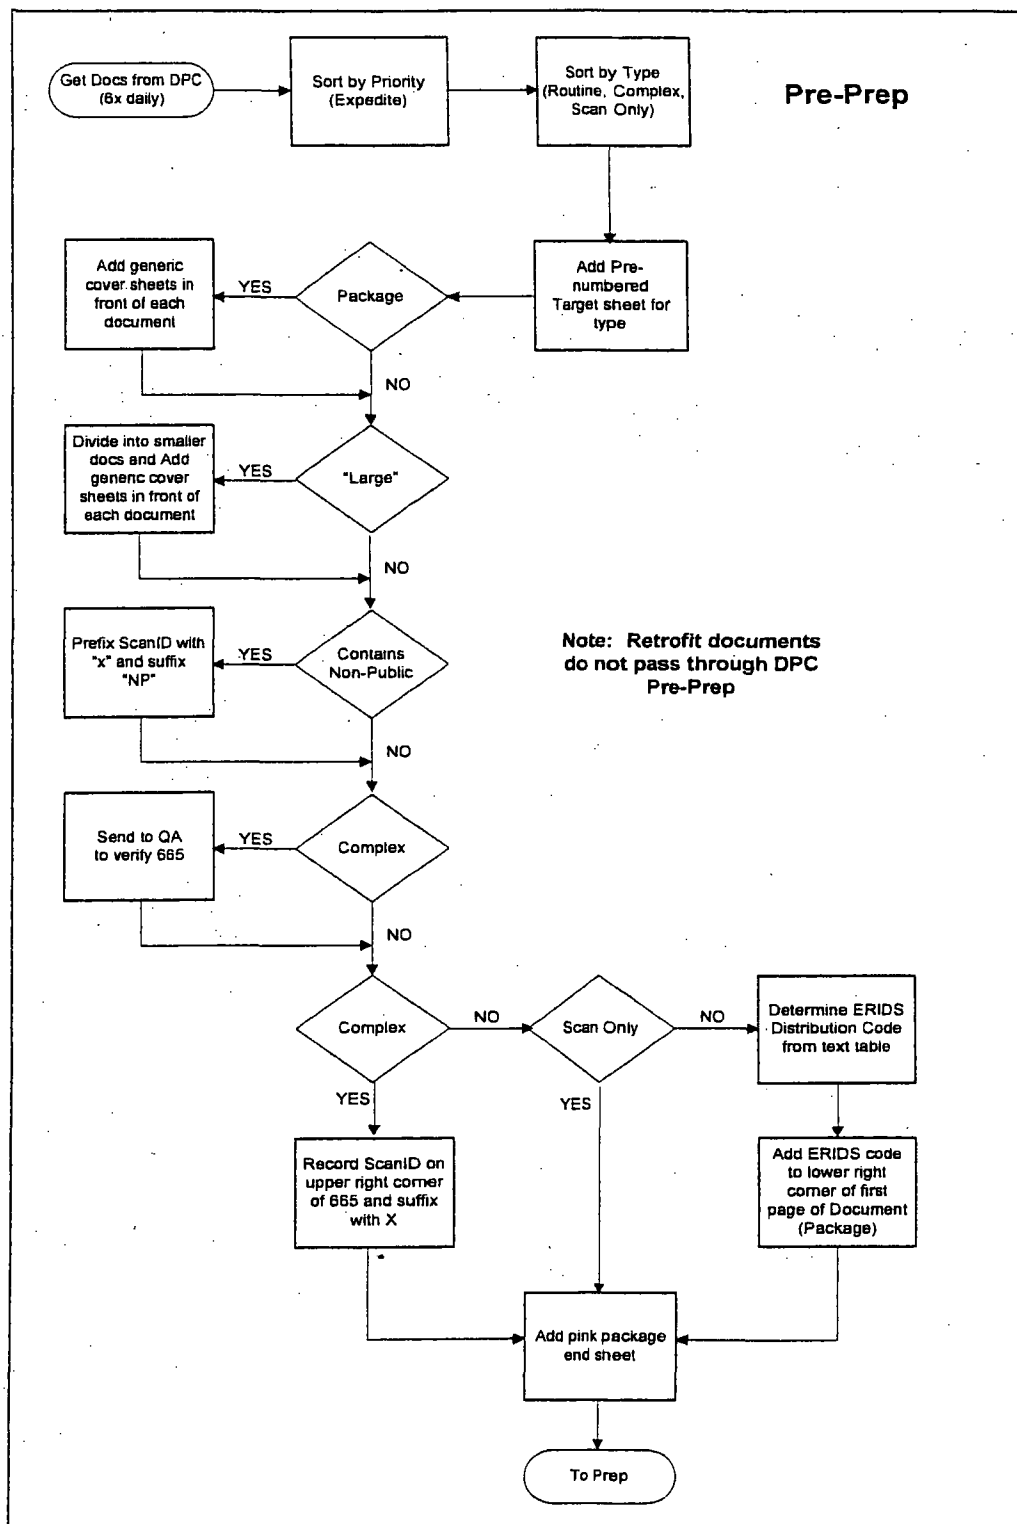 Get Docs from DPC
(6x daily)
Sort by Priority
(Expedite)
Sort by Type
(Routine, Complex,
Scan Only)
Pre-Prep
Add generic
cover sheets in
front of each
document
YES
Package
Add Pre-
numbered
Target sheet for
type
NO
Divide into smaller
docs and Add
generic cover
sheets in front of
each document
YES
"Large"
NO
Prefix ScanID with
"x" and suffix
"NP"
YES
Contains
Non-Public
Note: Retrofit documents
do not pass through DPC
Pre-Prep
NO
Send to QA
to verify 665
YES
Complex
NO
Complex
NO
Scan Only
NO
Determine ERIDS
Distribution Code
from text table
YES
YES
Record ScanID on
upper right corner
of 665 and suffix
with X
Add ERIDS code
to lower right
corner of first
page of Document
(Package)
Add pink package
end sheet
To Prep